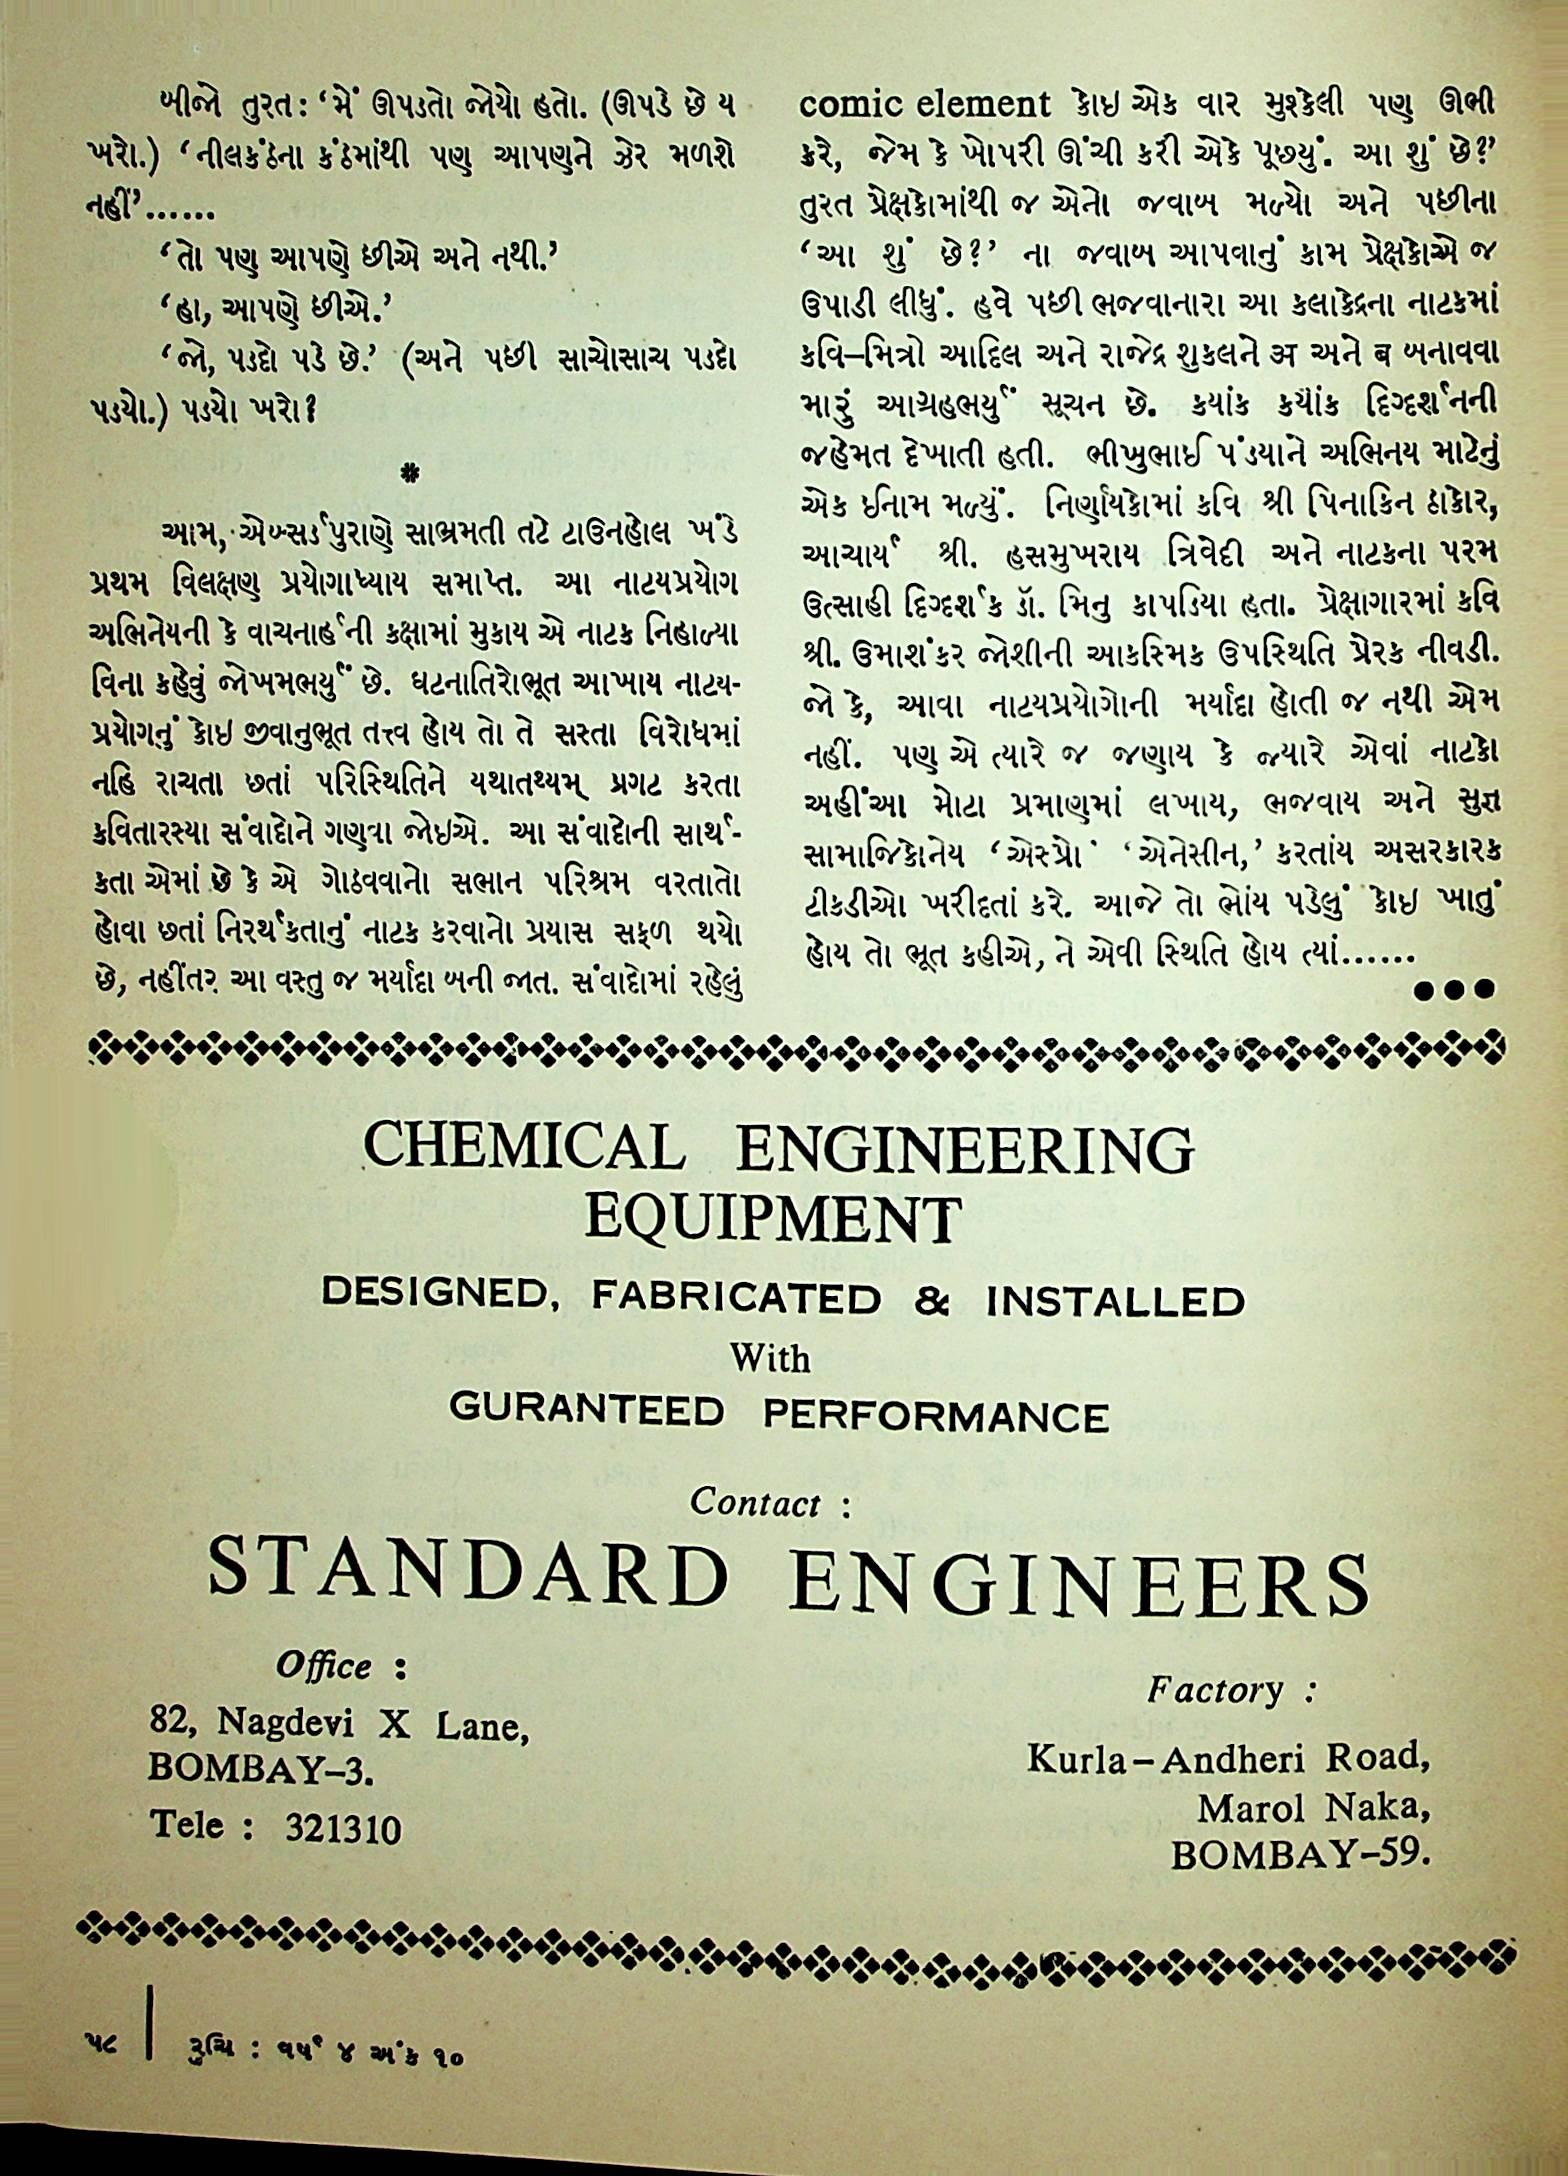 બીજો તુરત: ‘મેં ઊપડતો જોયો હતો. (ઊપડે છે ય
ખરો.) ‘નીલકંઠના કંઠમાંથી પણ આપણને ઝેર મળશે
નહીં’......
‘તો પણ આપણે છીએ અને નથી.’
‘હા, આપણે છીએ.’
‘જો, પડદો પડે છે.’ (અને પછી સાચોસાચ પડદો
પડયો.) પડયો ખરો?
*
આમ, એબ્સર્ડપુરાણે સાભ્રમતી તટે ટાઉનહોલ ખંડે
પ્રથમ વિલક્ષણ પ્રયોગાધ્યાય સમાપ્ત. આ નાટયપ્રયોગ
અભિનેયની કે વાચનાર્હની કક્ષામાં મુકાય એ નાટક નિહાળ્યા
વિના કહેવું જોખમભર્યું છે. ઘટનાતિરોભૂત આખાય નાટય-
પ્રયોગનું કોઇ જીવાનુભૂત તત્ત્વ હોય તો તે સસ્તા વિરોધમાં
નહિ રાચતા છતાં પરિસ્થિતિને યથાતથ્યમ્ પ્રગટ કરતા
કવિતારસ્યા સંવાદોને ગણવા જોઇએ. આ સંવાદોની સાર્થ-
કતા એમાં છે કે એ ગોઠવવાનો સભાન પરિશ્રમ વરતાતો
હોવા છતાં નિરર્થકતાનું નાટક કરવાનો પ્રયાસ સફળ થયો
છે, નહીંતર આ વસ્તુ જ મર્યાદા બની જાત. સંવાદોમાં રહેલું
comic element કોઇ એક વાર મુશ્કેલી પણ ઊભી
કરે, જેમ કે ખોપરી ઊંચી કરી એકે પૂછ્યું. આ શું છે?’
તુરત પ્રેક્ષકોમાંથી જ એનો જવાબ મળ્યો અને પછીના
‘આ શું છે?’ ના જવાબ આપવાનું કામ પ્રેક્ષકોએ જ
ઉપાડી લીધું. હવે પછી ભજવાનારા આ કલાકેંદ્રના નાટકમાં
કવિ–મિત્રો આદિલ અને રાજેંદ્ર શુકલને अ અને ब બનાવવા
મારું આગ્રહભર્યું સૂચન છે. કયાંક કયાંક દિગ્દર્શનની
જહેમત દેખાતી હતી. ભીખુભાઈ પંડયાને અભિનય માટેનું
એક ઈનામ મળ્યું. નિર્ણાયકોમાં કવિ શ્રી પિનાકિન ઠાકોર,
આચાર્ય શ્રી. હસમુખરાય ત્રિવેદી અને નાટકના પરમ
ઉત્સાહી દિગ્દર્શક ડૉ. મિનુ કાપડિયા હતા. પ્રેક્ષાગારમાં કવિ
શ્રી. ઉમાશંકર જોશીની આકસ્મિક ઉપસ્થિતિ પ્રેરક નીવડી.
જો કે, આવા નાટયપ્રયોગોની મર્યાદા હોતી જ નથી એમ
નહીં. પણ એ ત્યારે જ જણાય કે જ્યારે એવાં નાટકો
અહીંઆ મોટા પ્રમાણમાં લખાય, ભજવાય અને સુજ્ઞ
સામાજિકોનેય ‘એસ્પ્રો’ ‘એનેસીન,’ કરતાંય અસરકારક
ટીકડીઓ ખરીદતાં કરે. આજે તો ભોંય પડેલું કોઇ ખાતું
હોય તો ભૂત કહીએ, ને એવી સ્થિતિ હોય ત્યાં......
●●●
CHEMICAL ENGINEERING
EQUIPMENT
DESIGNED, FABRICATED & INSTALLED
With
GURANTEED PERFORMANCE
Contact :
STANDARD ENGINEERS
Office :
82, Nagdevi X Lane,
BOMBAY–3.
Tele : 321310
Factory :
Kurla–Andheri Road,
Marol Naka,
BOMBAY–59.
૫૮ | રુચિ : વર્ષ ૪ અંક ૧૦